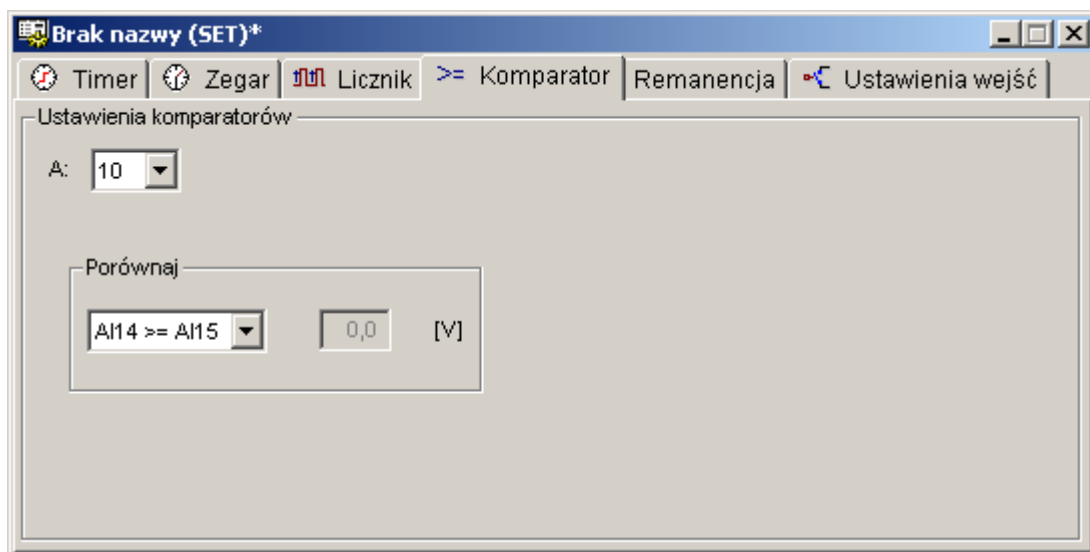 Brak nazwy (SET)*
Timer Zegar Licznik >= Komparator Remanencja Ustawienia wejść
Ustawienia komparatorów
A: 10
Porównaj
AI14 >= AI15 0,0 [V]